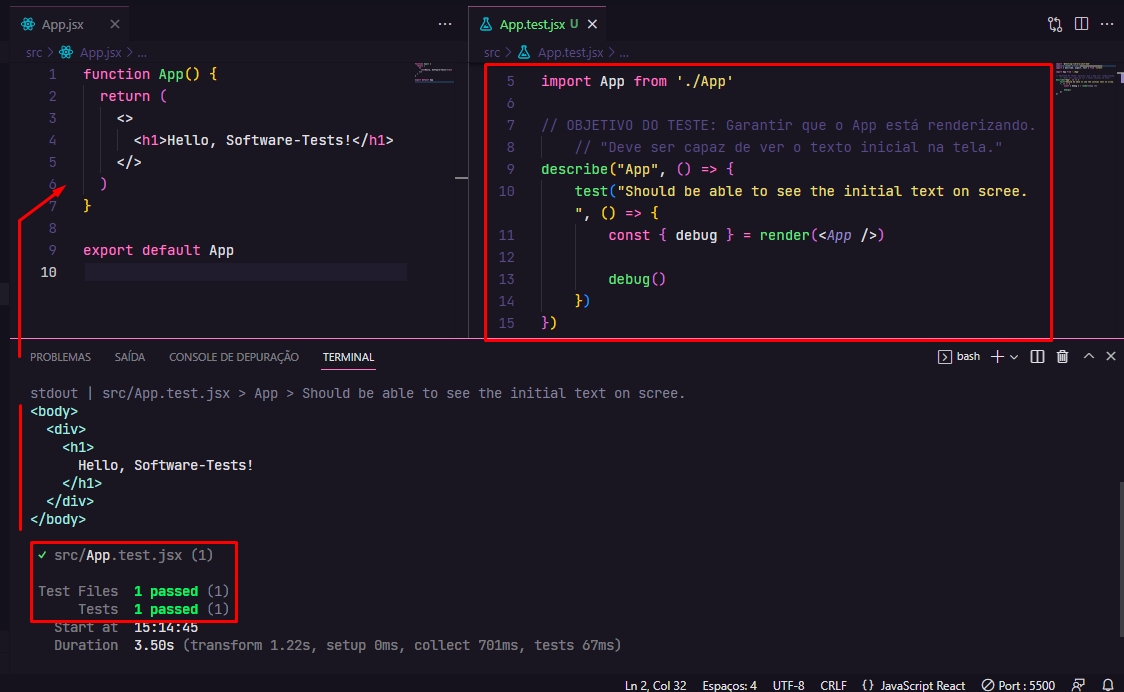 App.jsx
src > App.jsx > ...
1 function App() {
2 return (
3 <>
4 <h1>Hello, Software-Tests!</h1>
5 </>
6 )
7 }
8
9 export default App
10
App.test.jsx U
src > App.test.jsx > ...
5 import App from './App'
6
7 // OBJETIVO DO TESTE: Garantir que o App está renderizando.
8 // "Deve ser capaz de ver o texto inicial na tela."
9 describe("App", () => {
10 test("Should be able to see the initial text on scree.
", () => {
11 const { debug } = render(<App />)
12
13 debug()
14 })
15 })
PROBLEMAS SAÍDA CONSOLE DE DEPURAÇÃO TERMINAL bash
stdout | src/App.test.jsx > App > Should be able to see the initial text on scree.
<body>
<div>
<h1>
Hello, Software-Tests!
</h1>
</div>
</body>
✓ src/App.test.jsx (1)
Test Files 1 passed (1)
Tests 1 passed (1)
Start at 15:14:45
Duration 3.50s (transform 1.22s, setup 0ms, collect 701ms, tests 67ms)
Ln 2, Col 32 Espaços: 4 UTF-8 CRLF {} JavaScript React Port : 5500